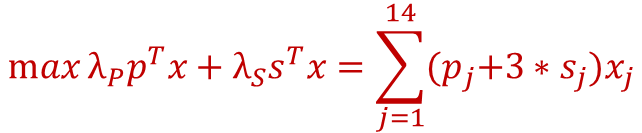 max λ_P p^T x + λ_S s^T x = ∑_{j=1}^{14} (p_j+3 * s_j)x_j